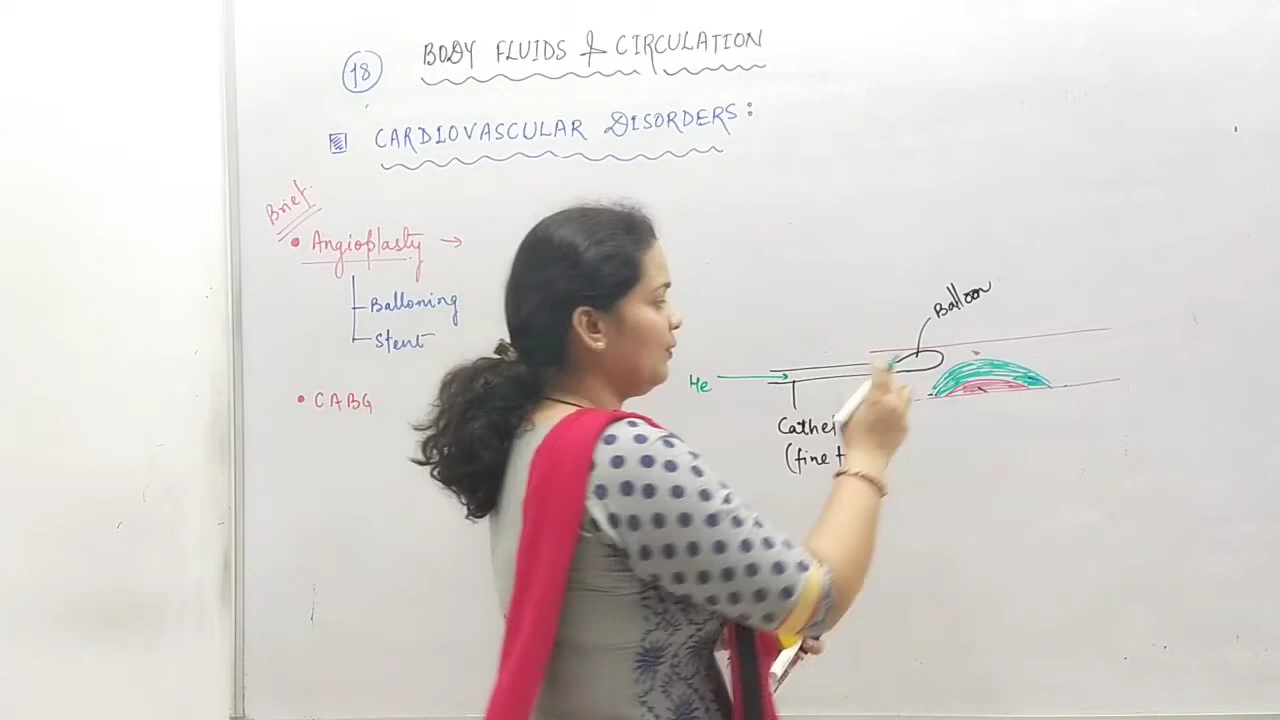 18
BODY FLUIDS & CIRCULATION
CARDIOVASCULAR DISORDERS:
Brief.
• Angioplasty →
Balloning
Stent
• CABG
Balloon
He →
Cathe
(fine